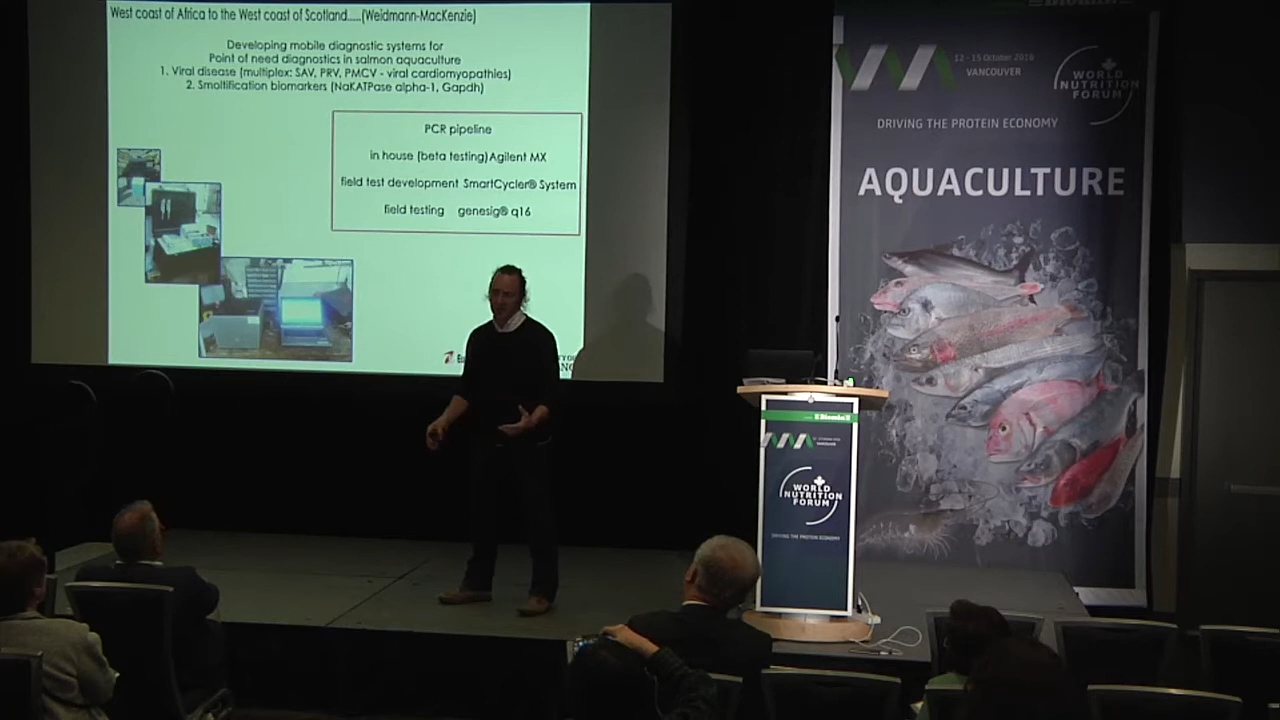 West coast of Africa to the West coast of Scotland.....(Weidmann-MacKenzie)
Developing mobile diagnostic systems for
Point of need diagnostics in salmon aquaculture
1. Viral disease (multiplex: SAV, PRV, PMCV - viral cardiomyopathies)
2. Smoltification biomarkers (NaKATPase alpha-1, Gapdh)
PCR pipeline
in house (beta testing)Agilent MX
field test development SmartCycler® System
field testing genesig® q16
12 - 15 October 2016
VANCOUVER
WORLD
NUTRITION
FORUM
DRIVING THE PROTEIN ECONOMY
AQUACULTURE
Biomin
VANCOUVER
WORLD
NUTRITION
FORUM
DRIVING THE PROTEIN ECONOMY